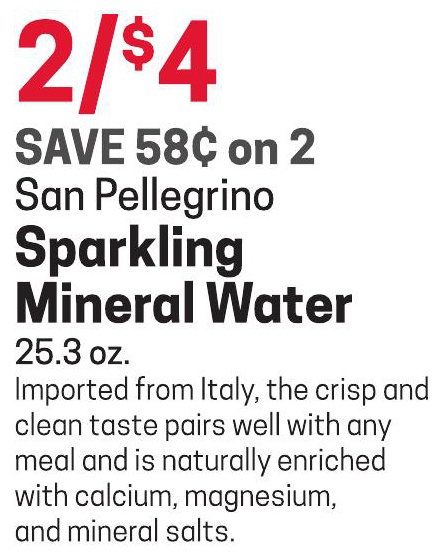 2/$4
SAVE 58¢ on 2
San Pellegrino
Sparkling
Mineral Water
25.3 oz.
Imported from Italy, the crisp and
clean taste pairs well with any
meal and is naturally enriched
with calcium, magnesium,
and mineral salts.